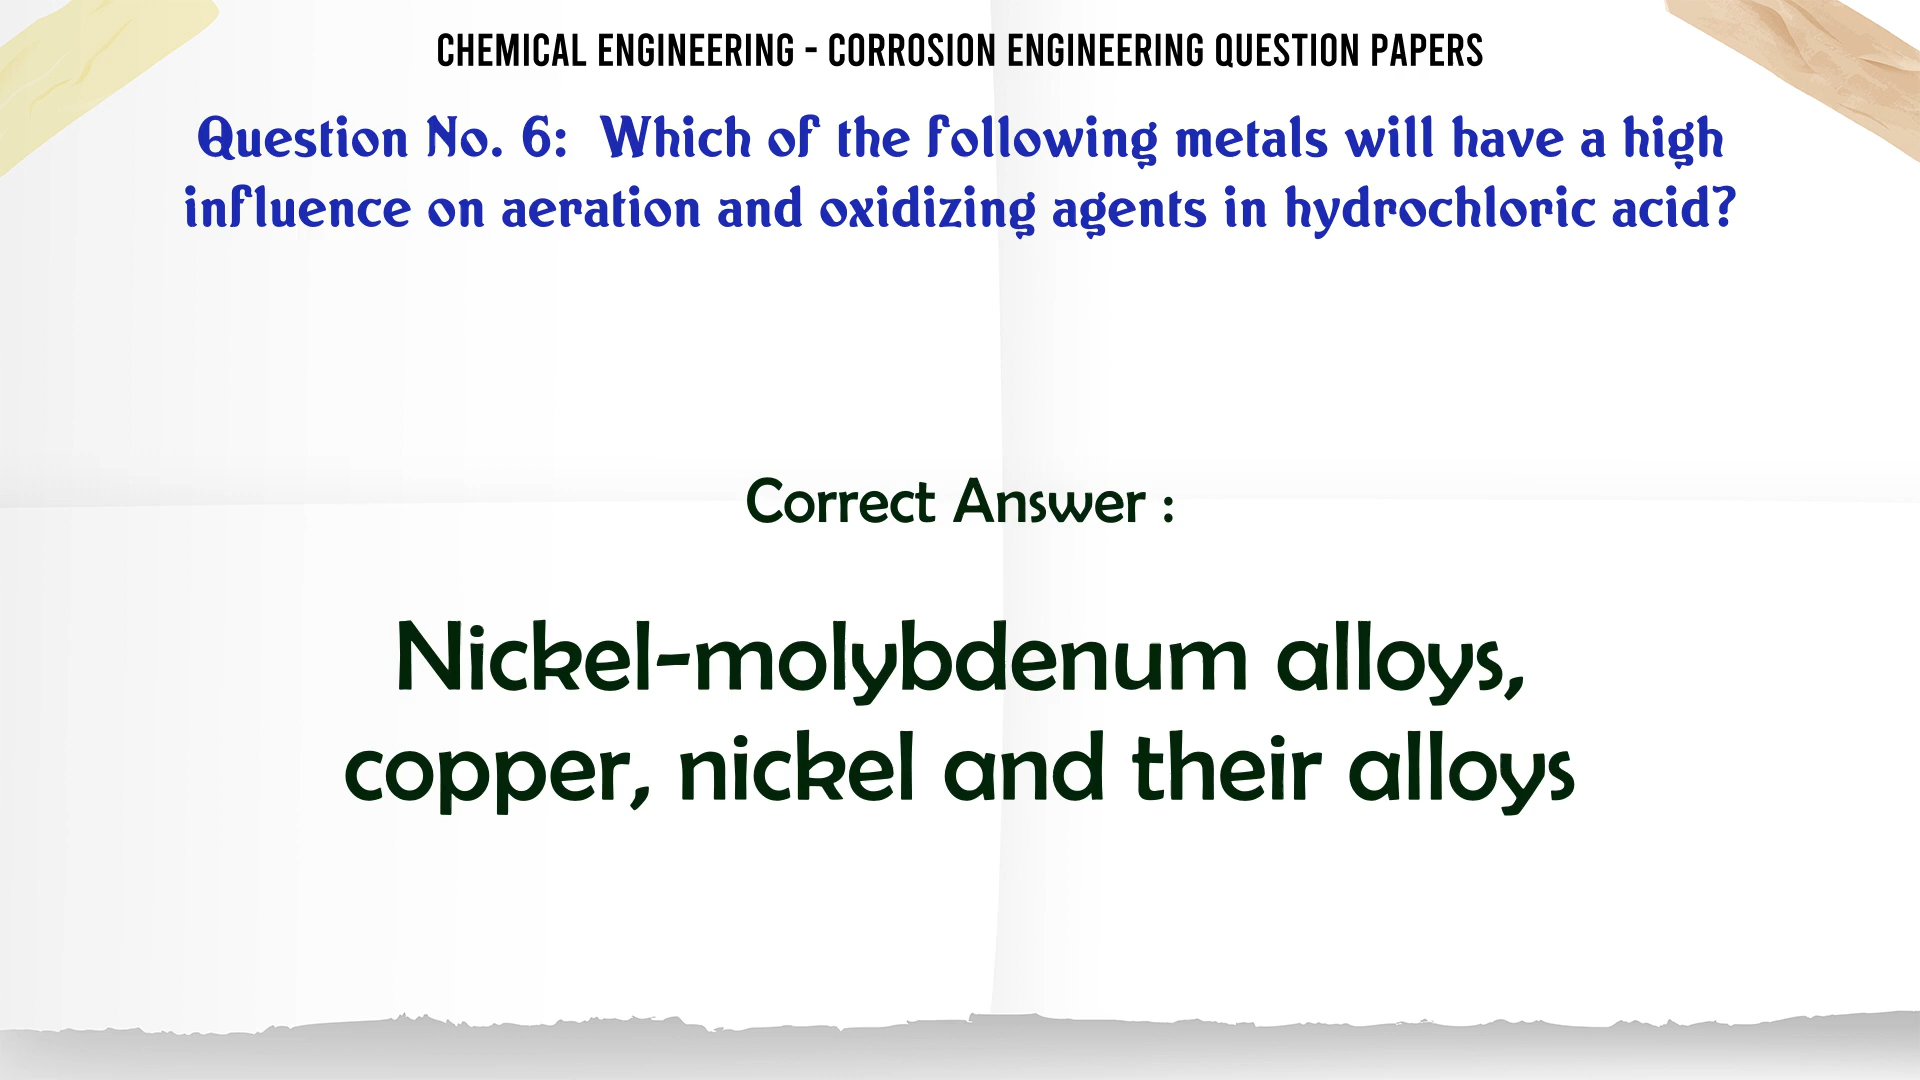 CHEMICAL ENGINEERING - CORROSION ENGINEERING QUESTION PAPERS
Question No. 6:  Which of the following metals will have a high
influence on aeration and oxidizing agents in hydrochloric acid?
Correct Answer :
Nickel-molybdenum alloys,
copper, nickel and their alloys